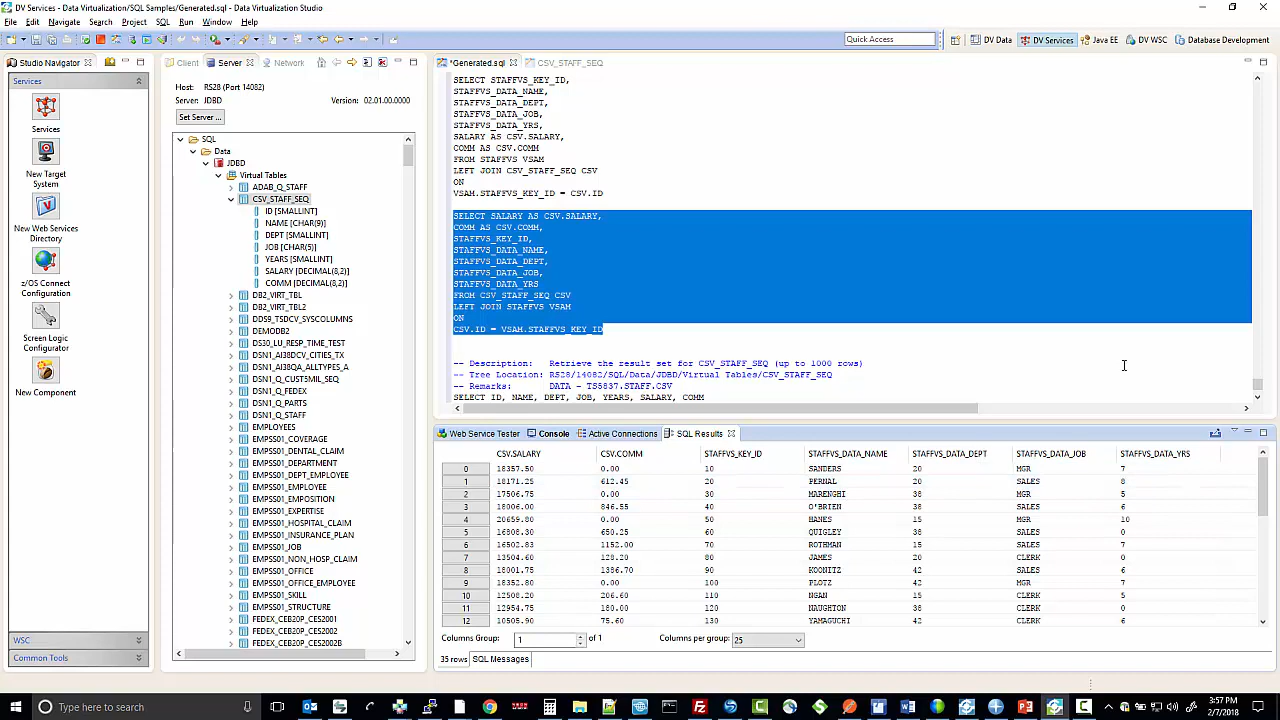 DV Services - Data Virtualization/SQL Samples/Generated.sql - Data Virtualization Studio
File Edit Navigate Search Project SQL Run Window Help
Quick Access
DV Data DV Services Java EE DV WSC Database Development
Studio Navigator
Services
Services
New Target
System
New Web Services
Directory
z/OS Connect
Configuration
Screen Logic
Configurator
New Component
WSC
Common Tools
Client Server Network
Host: RS28 (Port 14082)
Server: JDBD Version: 02.01.00.0000
Set Server ...
SQL
Data
JDBD
Virtual Tables
ADAB_Q_STAFF
CSV_STAFF_SEQ
ID [SMALLINT]
NAME [CHAR(9)]
DEPT [SMALLINT]
JOB [CHAR(5)]
YEARS [SMALLINT]
SALARY [DECIMAL(8,2)]
COMM [DECIMAL(8,2)]
DB2_VIRT_TBL
DB2_VIRT_TEL2
DDS9_TSDCV_SYSCOLUMNS
DEMODB2
DS30_LU_RESP_TIME_TEST
DSN1_AI38DCV_CITIES_TX
DSN1_AI38QA_ALLTYPES_A
DSN1_Q_CUSTSMIL_SEQ
DSN1_Q_FEDEX
DSN1_Q_PARTS
DSN1_Q_STAFF
EMPLOYEES
EMPSS01_COVERAGE
EMPSS01_DENTAL_CLAIM
EMPSS01_DEPARTMENT
EMPSS01_DEPT_EMPLOYEE
EMPSS01_EMPLOYEE
EMPSS01_EMPOSITION
EMPSS01_EXPERTISE
EMPSS01_HOSPITAL_CLAIM
EMPSS01_INSURANCE_PLAN
EMPSS01_JOB
EMPSS01_NON_HOSP_CLAIM
EMPSS01_OFFICE
EMPSS01_OFFICE_EMPLOYEE
EMPSS01_SKILL
EMPSS01_STRUCTURE
FEDEX_CEB20P_CES2001
FEDEX_CEB20P_CES2002
FEDEX_CEB20P_CES2002B
*Generated.sql CSV_STAFF_SEQ
SELECT STAFFVS_KEY_ID,
STAFFVS_DATA_NAME,
STAFFVS_DATA_DEPT,
STAFFVS_DATA_JOB,
STAFFVS_DATA_YRS,
SALARY AS CSV.SALARY,
COMM AS CSV.COMM
FROM STAFFVS VSAM
LEFT JOIN CSV_STAFF_SEQ CSV
ON
VSAM.STAFFVS_KEY_ID = CSV.ID
SELECT SALARY AS CSV.SALARY,
COMM AS CSV.COMM,
STAFFVS_KEY_ID,
STAFFVS_DATA_NAME,
STAFFVS_DATA_DEPT,
STAFFVS_DATA_JOB,
STAFFVS_DATA_YRS
FROM CSV_STAFF_SEQ CSV
LEFT JOIN STAFFVS VSAM
ON
CSV.ID = VSAM.STAFFVS_KEY_ID
-- Description: Retrieve the result set for CSV_STAFF_SEQ (up to 1000 rows)
-- Tree Location: RS28/14082/SQL/Data/JDBD/Virtual Tables/CSV_STAFF_SEQ
-- Remarks: DATA - TS5837.STAFF.CSV
SELECT ID, NAME, DEPT, JOB, YEARS, SALARY, COMM
Web Service Tester Console Active Connections SQL Results
CSV.SALARY CSV.COMM STAFFVS_KEY_ID STAFFVS_DATA_NAME STAFFVS_DATA_DEPT STAFFVS_DATA_JOB STAFFVS_DATA_YRS
0 18357.50 0.00 10 SANDERS 20 MGR 7
1 18171.25 612.45 20 PERNAL 20 SALES 8
2 17506.75 0.00 30 MARENGHI 38 MGR 5
3 18006.00 846.55 40 O'BRIEN 38 SALES 6
4 20659.80 0.00 50 HANES 15 MGR 10
5 16808.30 650.25 60 QUIGLEY 38 SALES 0
6 16502.83 1152.00 70 ROTHMAN 15 SALES 7
7 13504.60 128.20 80 JAMES 20 CLERK 0
8 18001.75 1386.70 90 KOONITZ 42 SALES 6
9 18352.80 0.00 100 PLOTZ 42 MGR 7
10 12508.20 206.60 110 NGAN 15 CLERK 5
11 12954.75 180.00 120 NAUGHTON 38 CLERK 0
12 10505.90 75.60 130 YAMAGUCHI 42 CLERK 6
Columns Group: 1 of 1 Columns per group: 25
35 rows SQL Messages
Type here to search
3:57 PM
2/7/2018